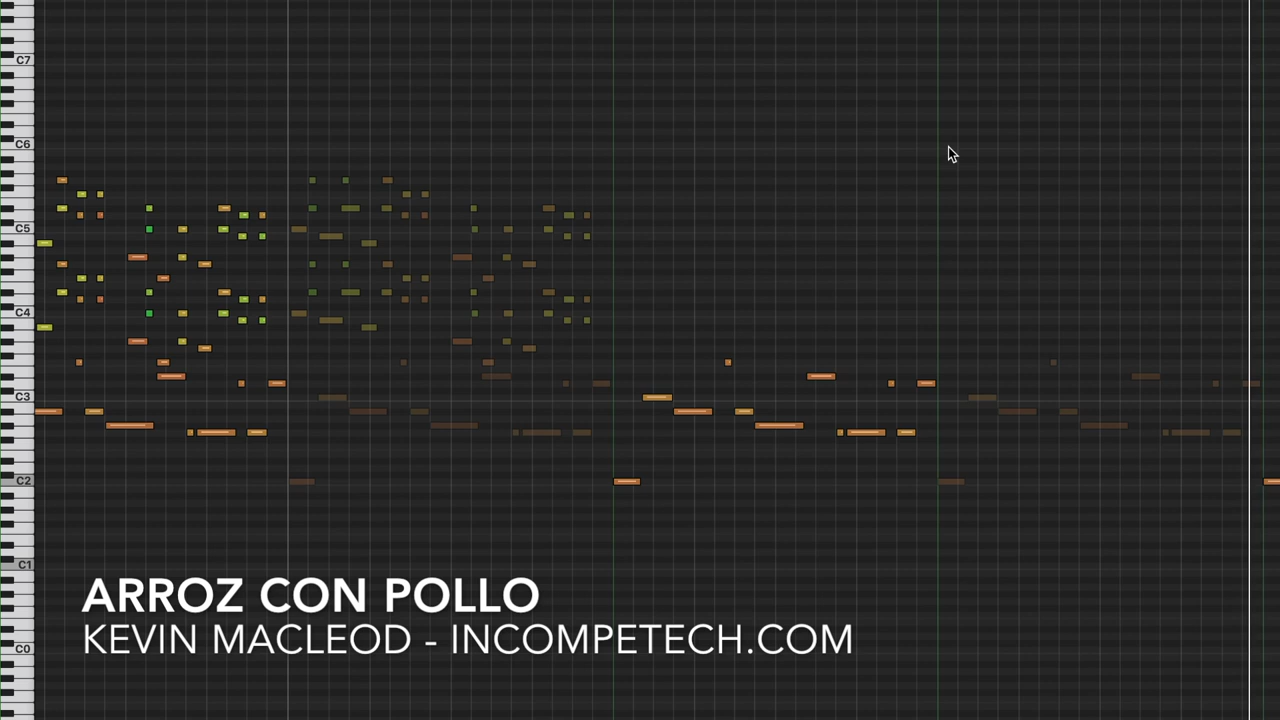 C7
C6
C5
C4
C3
C2
C1
C0
ARROZ CON POLLO
KEVIN MACLEOD - INCOMPETECH.COM